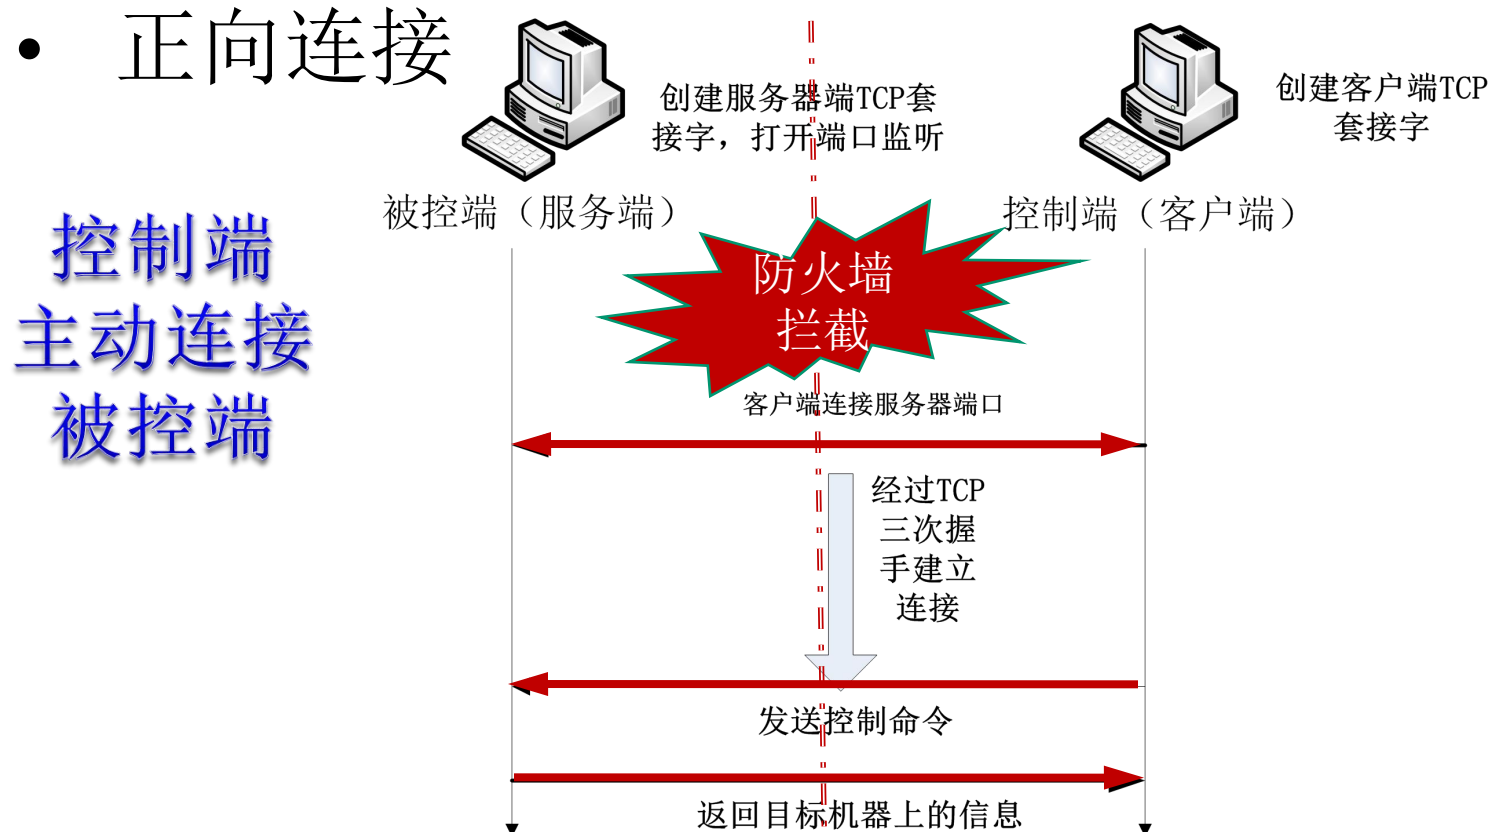 • 正向连接
创建服务器端TCP套
接字，打开端口监听
创建客户端TCP
套接字
被控端（服务端）
控制端（客户端）
控制端
主动连接
被控端
防火墙
拦截
客户端连接服务器端口
经过TCP
三次握
手建立
连接
发送控制命令
返回目标机器上的信息